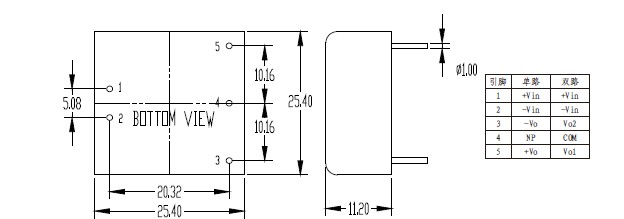 5
10.16
1
5.08
4
25.40
2 BOTTOM VIEW
10.16
3
20.32
25.40
11.20
Ø1.00
引脚 单路 双路
1 +Vin +Vin
2 -Vin -Vin
3 -Vo Vo2
4 NP COM
5 +Vo Vo1